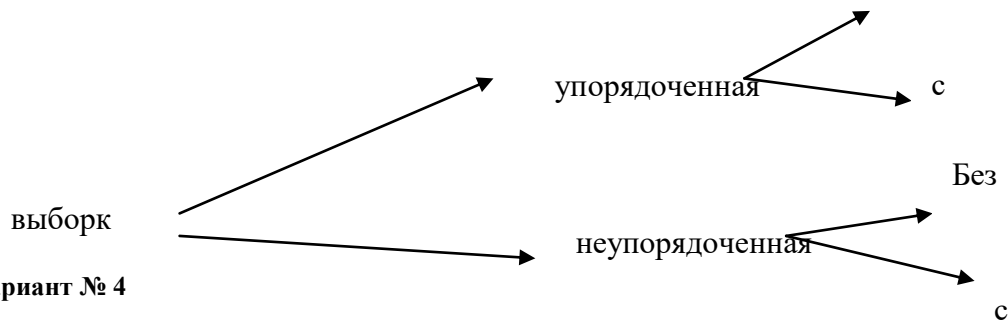 упорядоченная
с
Без
выборк
неупорядоченная
риант № 4
с